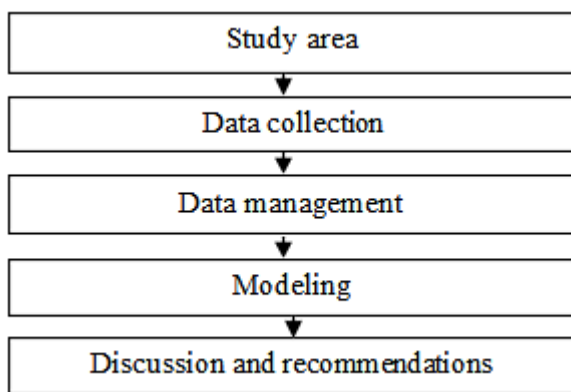 Study area
Data collection
Data management
Modeling
Discussion and recommendations